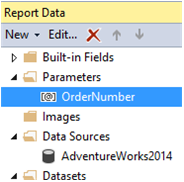 Report Data
New Edit...
Built-in Fields
Parameters
[@] OrderNumber
Images
Data Sources
AdventureWorks2014
Datasets